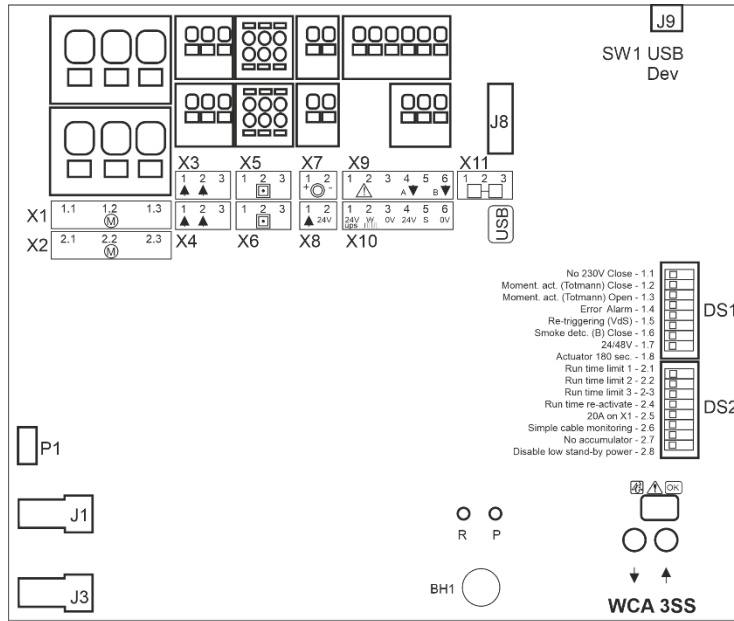 J9
SW1 USB
Dev
J8
X3 X5 X7 X9 X11
1 2 3 1 2 3 1 2 1 2 3 4 5 6 1 2 3
+ - A B
X1 1.1 1.2 1.3
M
1 2 3 1 2 3 1 2 1 2 3 4 5 6
24V 24V ups W 0V 24V S 0V
USB
X2 2.1 2.2 2.3
M
X4 X6 X8 X10
No 230V Close - 1.1
Moment. act. (Totmann) Close - 1.2
Moment. act. (Totmann) Open - 1.3
Error Alarm - 1.4
Re-triggering (VdS) - 1.5
Smoke detc. (B) Close - 1.6
24/48V - 1.7
Actuator 180 sec. - 1.8
DS1
Run time limit 1 - 2.1
Run time limit 2 - 2.2
Run time limit 3 - 2-3
Run time re-activate - 2.4
20A on X1 - 2.5
Simple cable monitoring - 2.6
No accumulator - 2.7
Disable low stand-by power - 2.8
DS2
P1
OK
J1
R P
BH1
J3
WCA 3SS